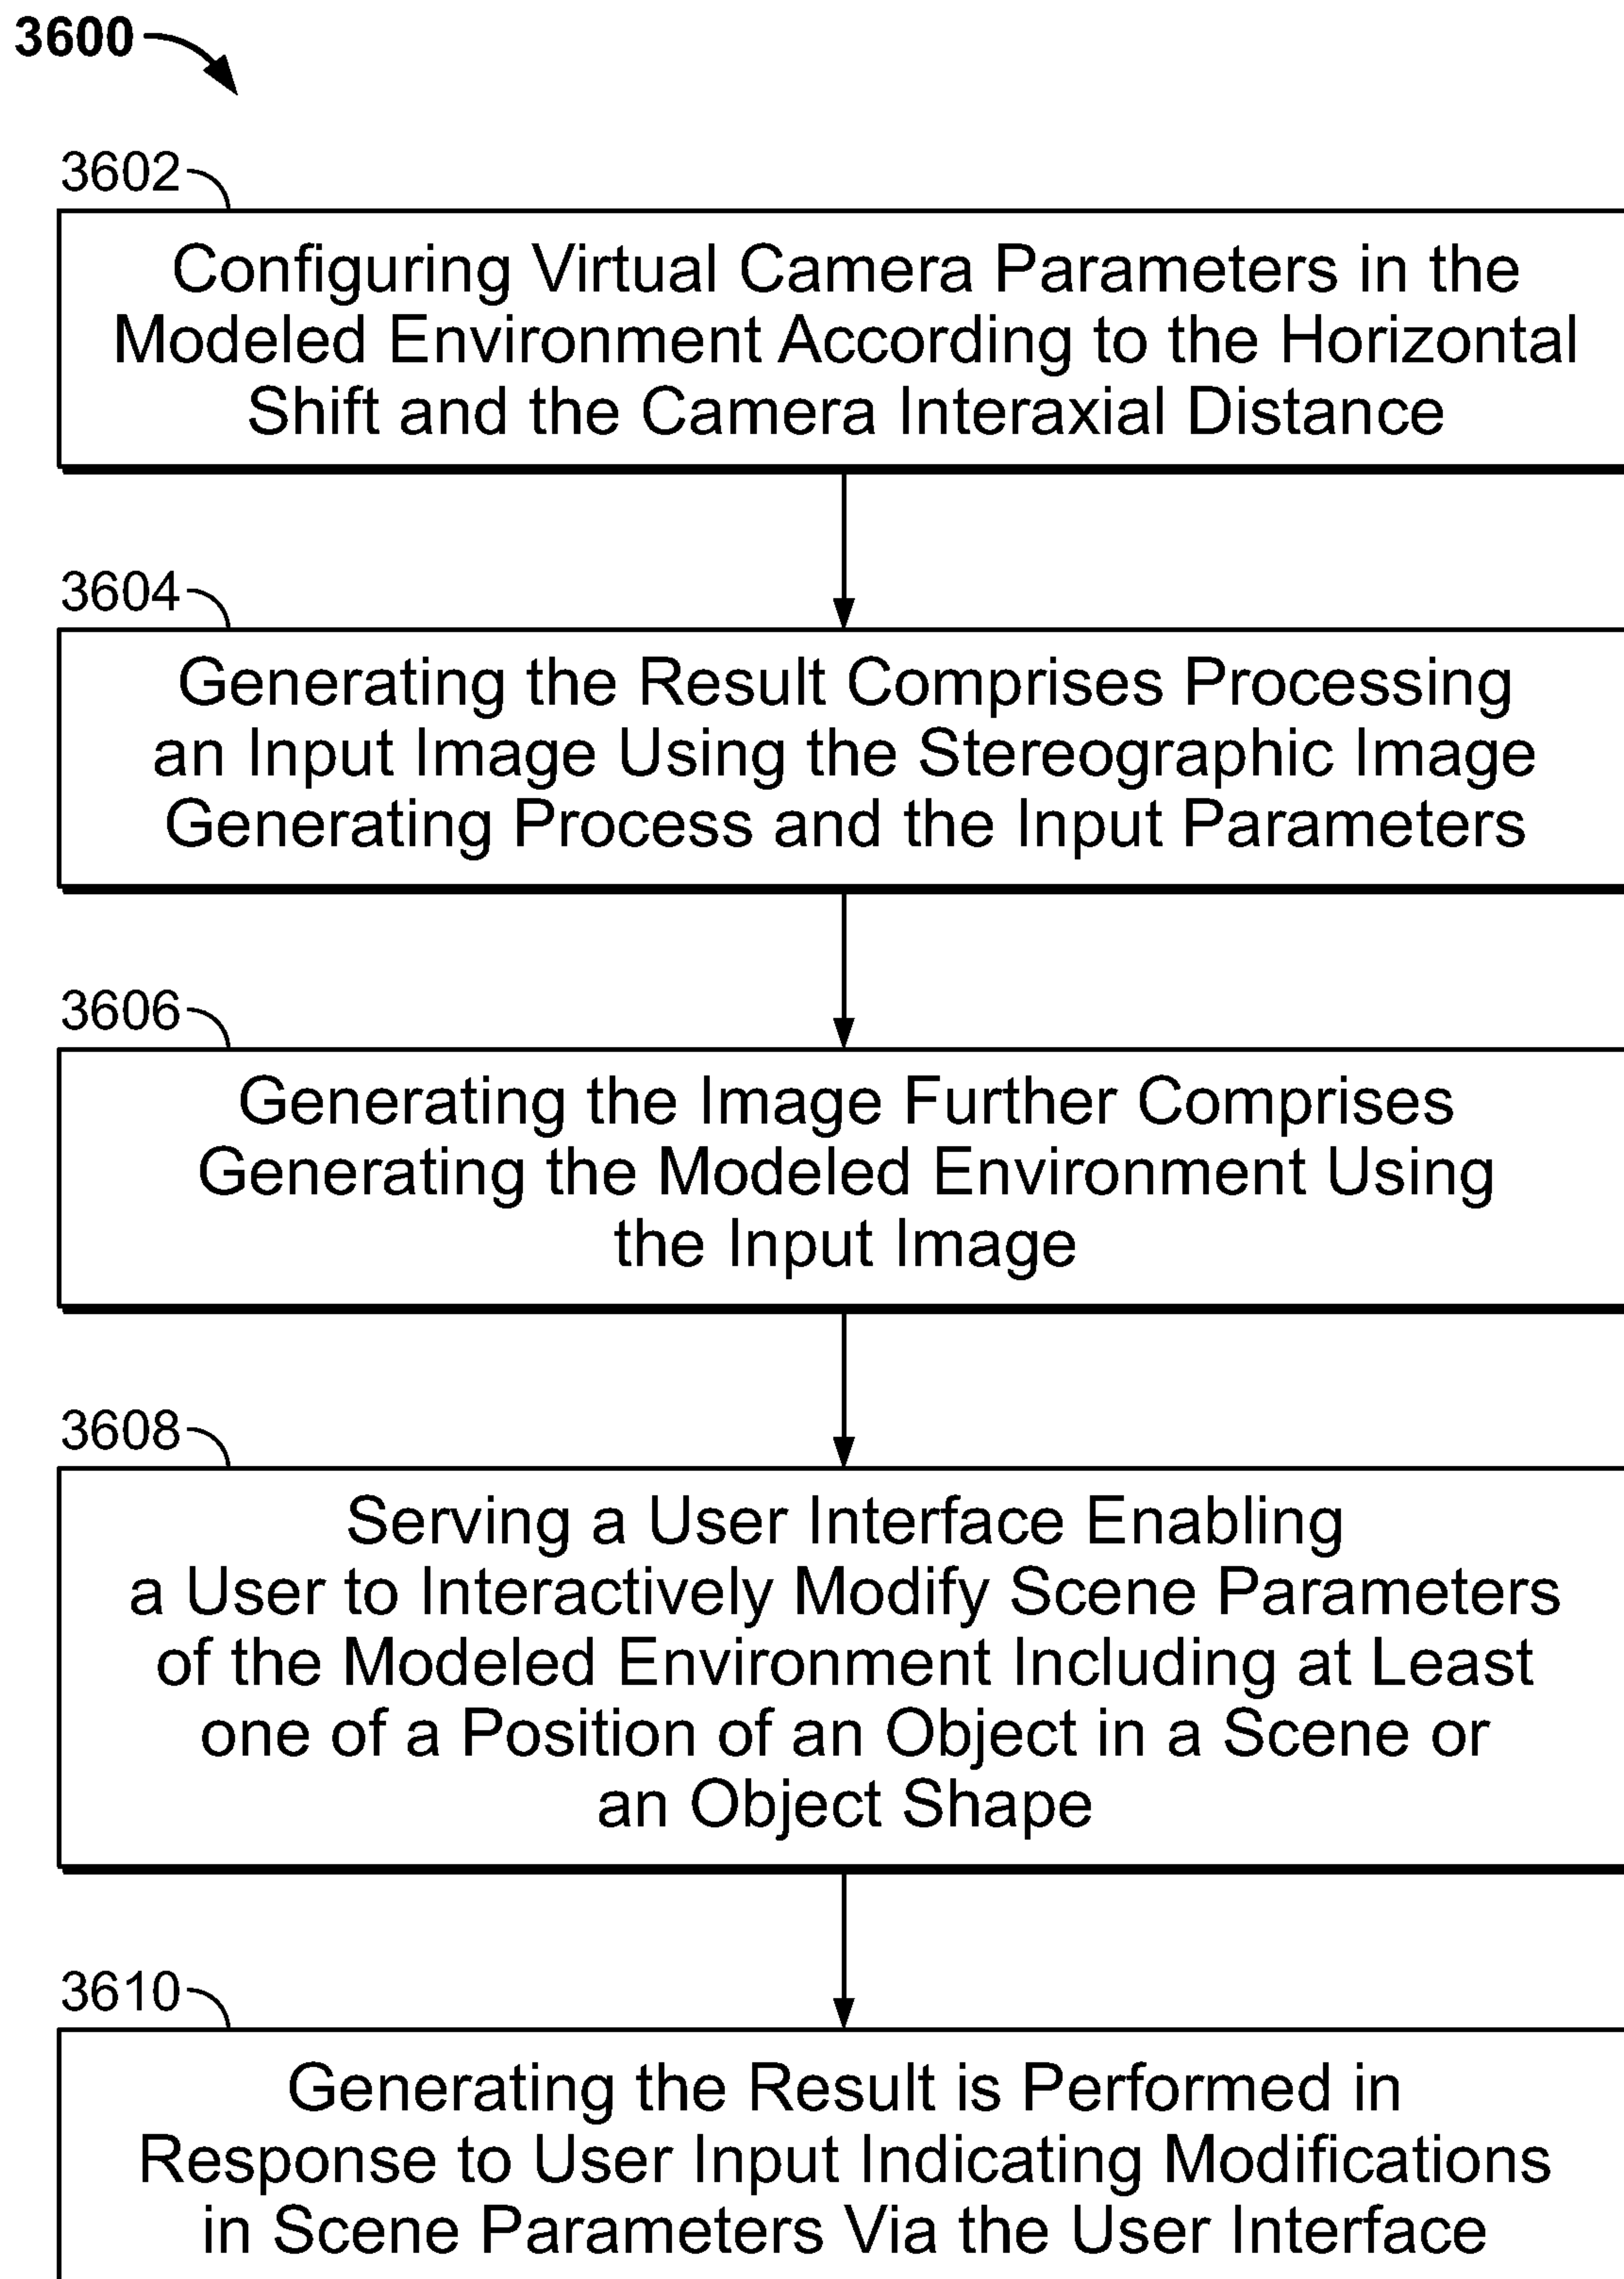 3600
3602
Configuring Virtual Camera Parameters in the
Modeled Environment According to the Horizontal
Shift and the Camera Interaxial Distance
3604
Generating the Result Comprises Processing
an Input Image Using the Stereographic Image
Generating Process and the Input Parameters
3606
Generating the Image Further Comprises
Generating the Modeled Environment Using
the Input Image
3608
Serving a User Interface Enabling
a User to Interactively Modify Scene Parameters
of the Modeled Environment Including at Least
one of a Position of an Object in a Scene or
an Object Shape
3610
Generating the Result is Performed in
Response to User Input Indicating Modifications
in Scene Parameters Via the User Interface